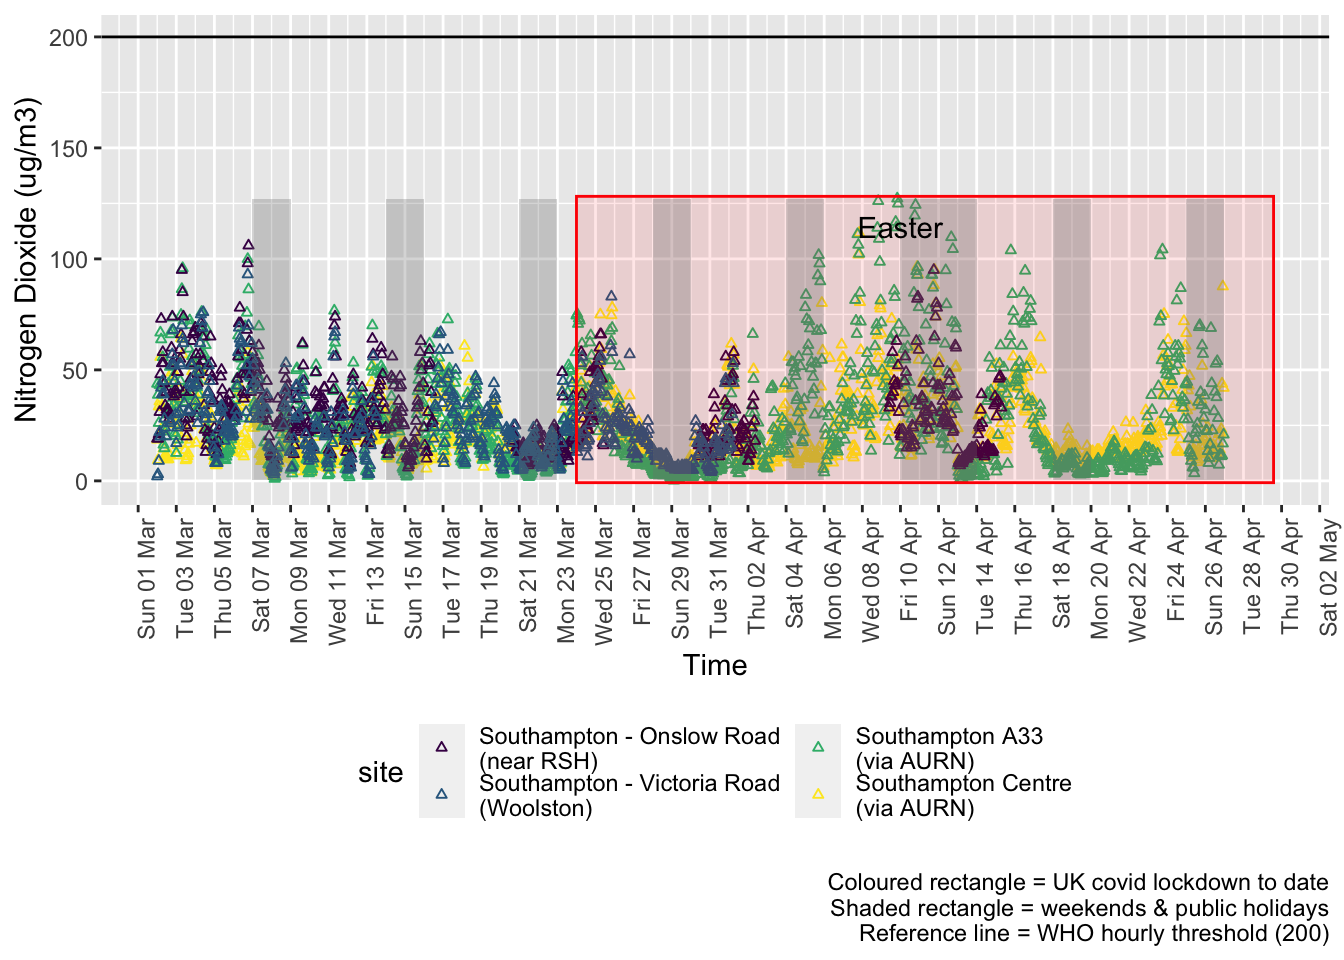 200
150
100
50
0
Nitrogen Dioxide (ug/m3)
Easter
Sun 01 Mar
Tue 03 Mar
Thu 05 Mar
Sat 07 Mar
Mon 09 Mar
Wed 11 Mar
Fri 13 Mar
Sun 15 Mar
Tue 17 Mar
Thu 19 Mar
Sat 21 Mar
Mon 23 Mar
Wed 25 Mar
Fri 27 Mar
Sun 29 Mar
Tue 31 Mar
Thu 02 Apr
Sat 04 Apr
Mon 06 Apr
Wed 08 Apr
Fri 10 Apr
Sun 12 Apr
Tue 14 Apr
Thu 16 Apr
Sat 18 Apr
Mon 20 Apr
Wed 22 Apr
Fri 24 Apr
Sun 26 Apr
Tue 28 Apr
Thu 30 Apr
Sat 02 May
Time
site
Southampton - Onslow Road
(near RSH)
Southampton - Victoria Road
(Woolston)
Southampton A33
(via AURN)
Southampton Centre
(via AURN)
Coloured rectangle = UK covid lockdown to date
Shaded rectangle = weekends & public holidays
Reference line = WHO hourly threshold (200)